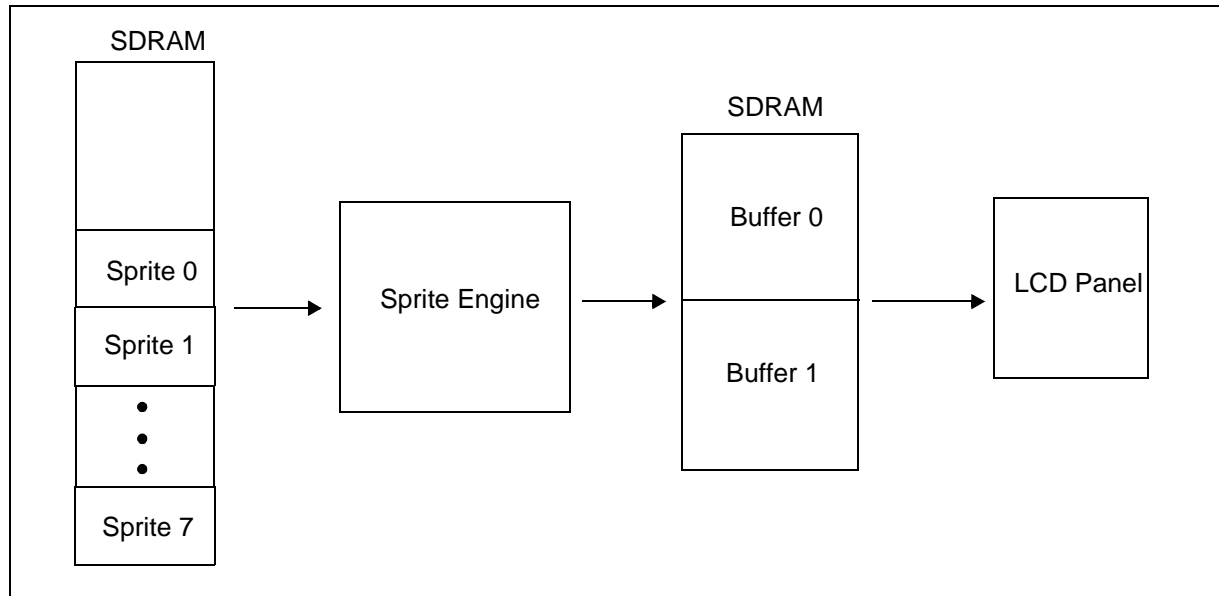 SDRAM
Sprite 0
Sprite 1
Sprite 7
Sprite Engine
SDRAM
Buffer 0
Buffer 1
LCD Panel